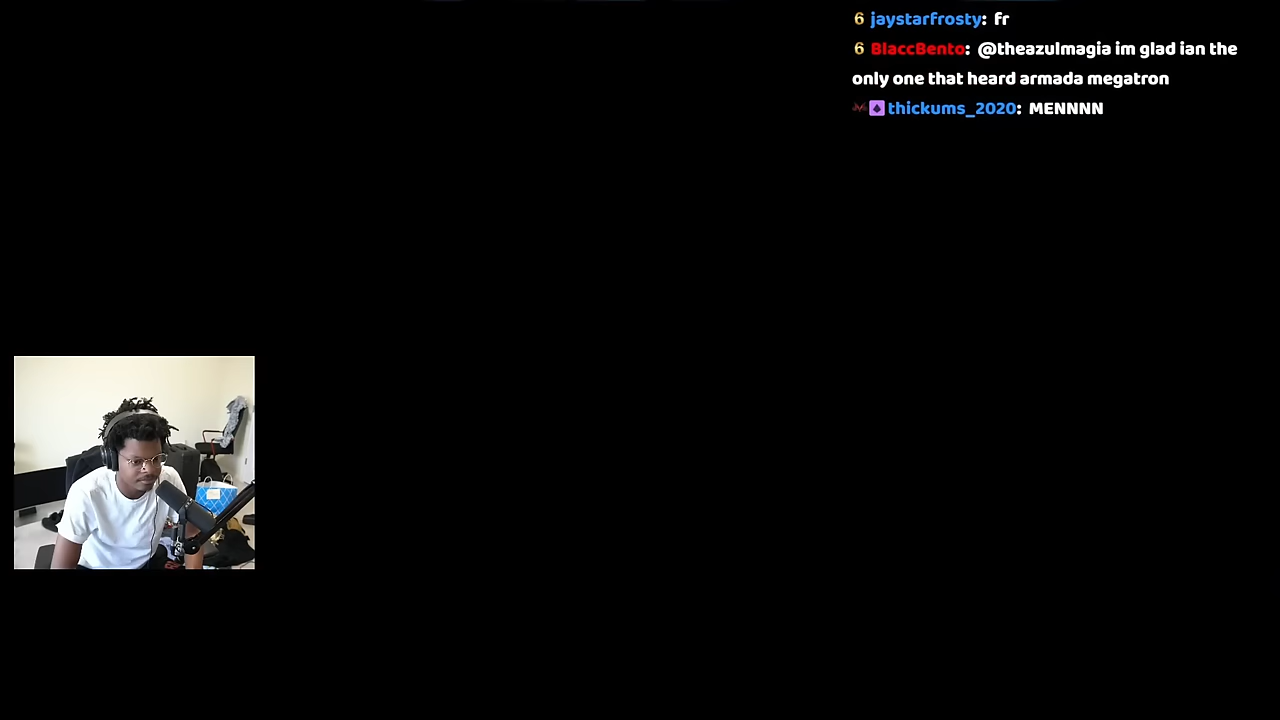 6 jaystarfrosty: fr
6 BlaccBento: @theazulmagia im glad ian the
only one that heard armada megatron
thickums_2020: MENNNN